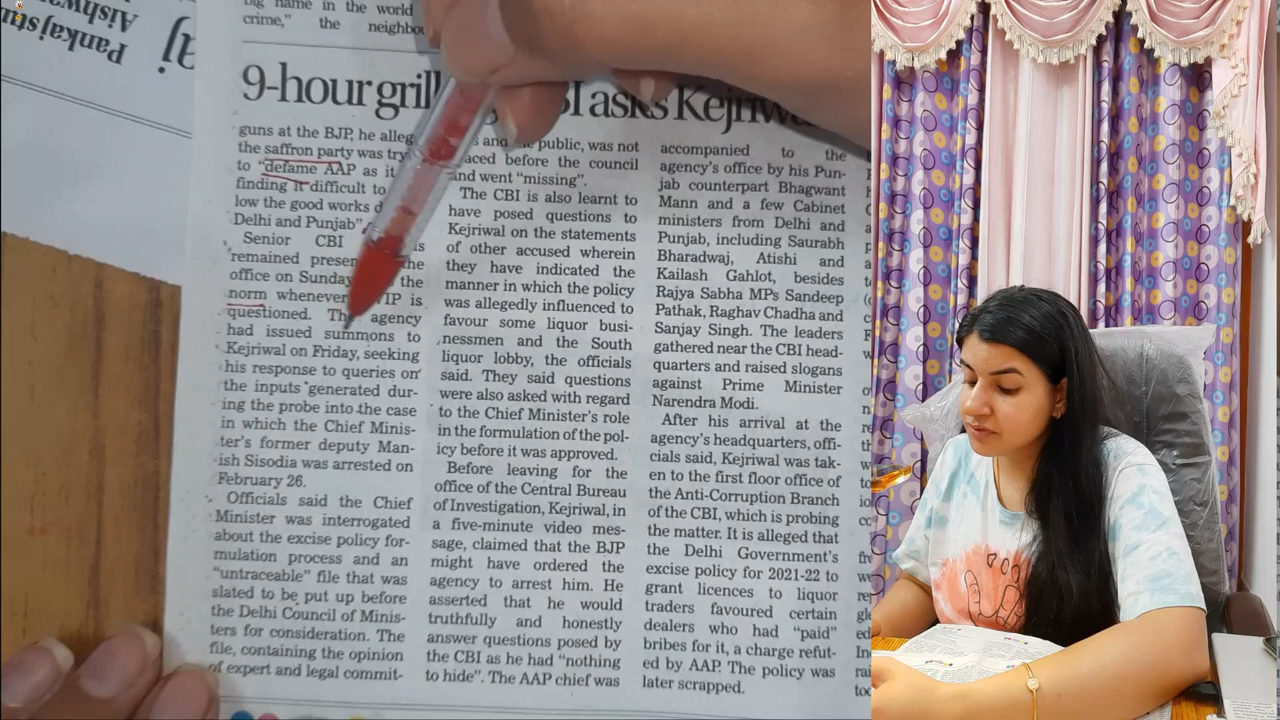 Pankajstu
Aishwa
aj
big name in the world
crime," the neighbou
9-hour gril
I asks Kejriw
guns at the BJP, he alleg
the saffron party was try
to "defame AAP as it
finding it difficult to
low the good works o
Delhi and Punjab",
Senior CBI
remained presen the
office on Sunday the
norm whenever VIP is
questioned. The agency
had issued summons to
Kejriwal on Friday, seeking
his response to queries on
the inputs generated dur-
ing the probe into the case
in which the Chief Minis-
ter's former deputy Man-
ish Sisodia was arrested on
February 26.
Officials said the Chief
Minister was interrogated
about the excise policy for-
mulation process and an
"untraceable" file that was
slated to be put up before
the Delhi Council of Minis-
ters for consideration. The
file, containing the opinion
of expert and legal commit-
and public, was not
aced before the council
and went "missing".
The CBI is also learnt to
have posed questions to
Kejriwal on the statements
of other accused wherein
they have indicated the
manner in which the policy
was allegedly influenced to
favour some liquor busi-
nessmen and the South
liquor lobby, the officials
said. They said questions
were also asked with regard
to the Chief Minister's role
in the formulation of the pol-
icy before it was approved.
Before leaving for the
office of the Central Bureau
of Investigation, Kejriwal, in
a five-minute video mes-
sage, claimed that the BJP
might have ordered the
agency to arrest him. He
asserted that he would
truthfully and honestly
answer questions posed by
the CBI as he had "nothing
to hide". The AAP chief was
accompanied to the
agency's office by his Pun-
jab counterpart Bhagwant
Mann and a few Cabinet
ministers from Delhi and
Punjab, including Saurabh
Bharadwaj, Atishi and
Kailash Gahlot, besides
Rajya Sabha MPs Sandeep
Pathak, Raghav Chadha and
Sanjay Singh. The leaders
gathered near the CBI head-
quarters and raised slogans
against Prime Minister
Narendra Modi.
After his arrival at the
agency's headquarters, offi-
cials said, Kejriwal was tak-
en to the first floor office of
the Anti-Corruption Branch
of the CBI, which is probing
the matter. It is alleged that
the Delhi Government's
excise policy for 2021-22 to
grant licences to liquor
traders favoured certain
dealers who had "paid"
bribes for it, a charge refut-
ed by AAP. The policy was
later scrapped.